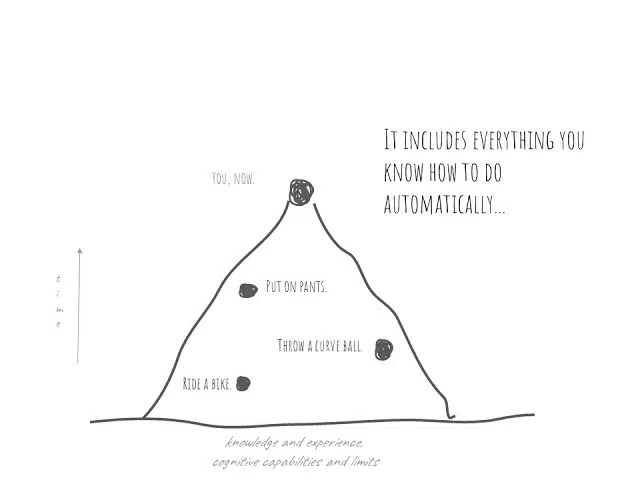 It includes everything you
know how to do
automatically...
You, now.
Put on pants.
Throw a curve ball.
Ride a bike.
time
knowledge and experience,
cognitive capabilities and limits